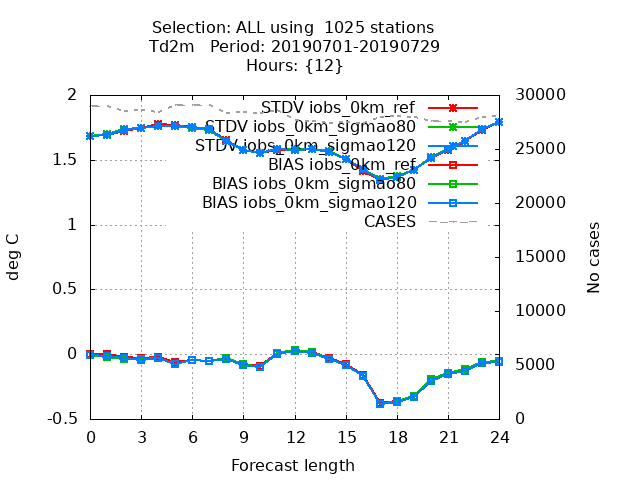 Selection: ALL using  1025 stations
Td2m   Period: 20190701-20190729
Hours: {12}
2
1.5
1
0.5
0
-0.5
deg C
STDV iobs_0km_ref
STDV iobs_0km_sigmao80
STDV iobs_0km_sigmao120
BIAS iobs_0km_ref
BIAS iobs_0km_sigmao80
BIAS iobs_0km_sigmao120
CASES
30000
25000
20000
15000
10000
5000
0
No cases
0 3 6 9 12 15 18 21 24
Forecast length